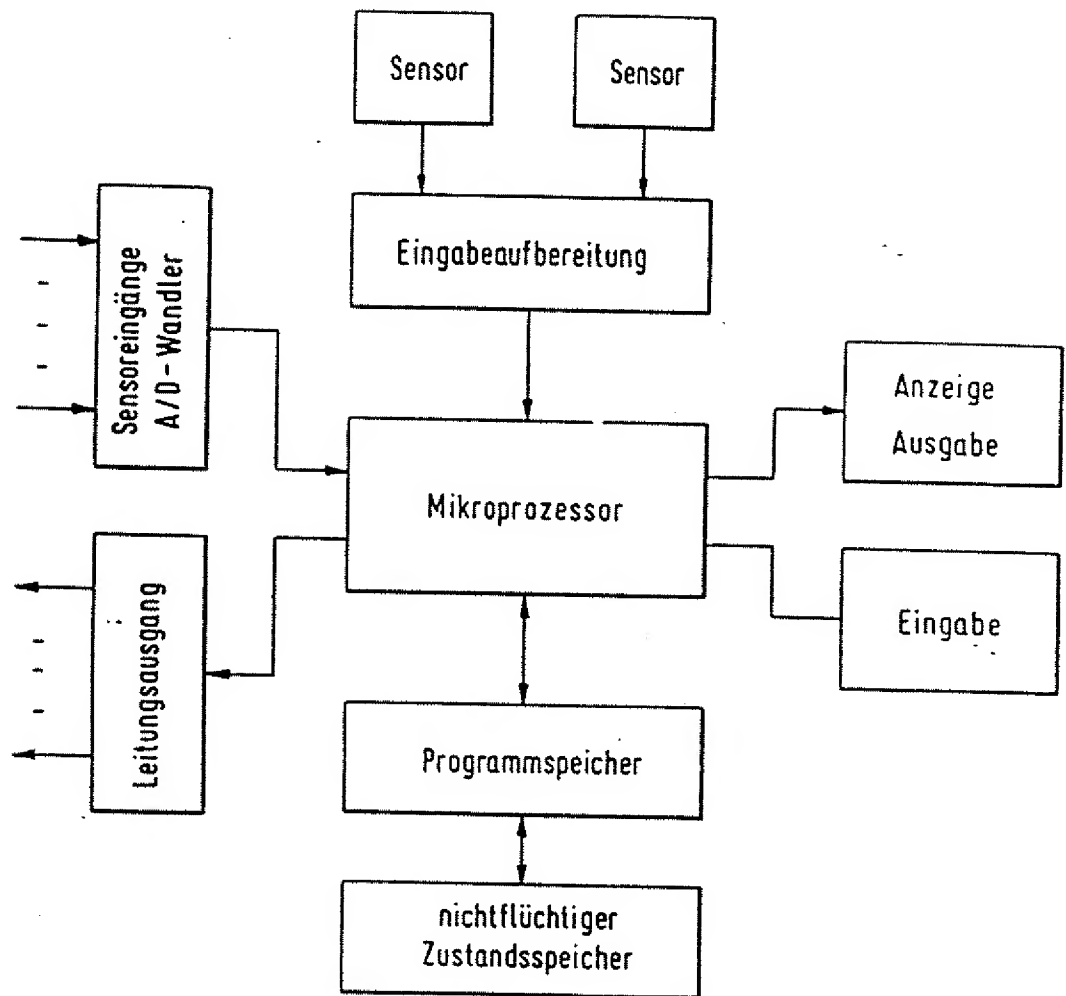 Sensor
Sensor
Eingabeaufbereitung
Sensoreingänge
A/D-Wandler
Anzeige
Ausgabe
Mikroprozessor
Eingabe
Leitungsausgang
Programmspeicher
nichtflüchtiger
Zustandsspeicher